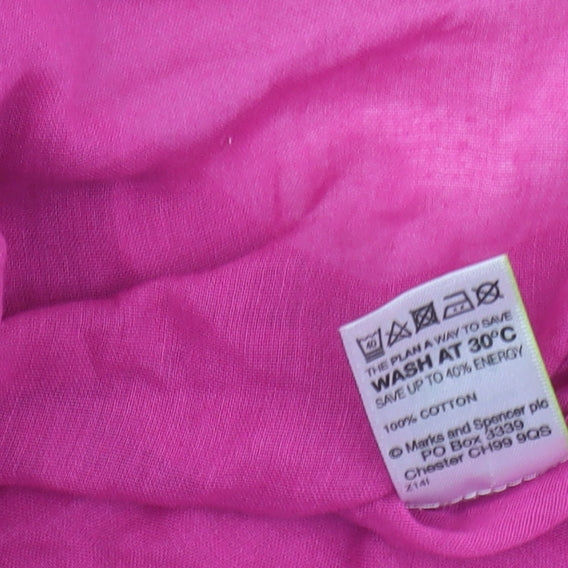 40
THE PLAN A WAY TO SAVE
WASH AT 30°C
SAVE UP TO 40% ENERGY
100% COTTON
© Marks and Spencer plc
PO Box 3339
Chester CH99 9QS
Z14I